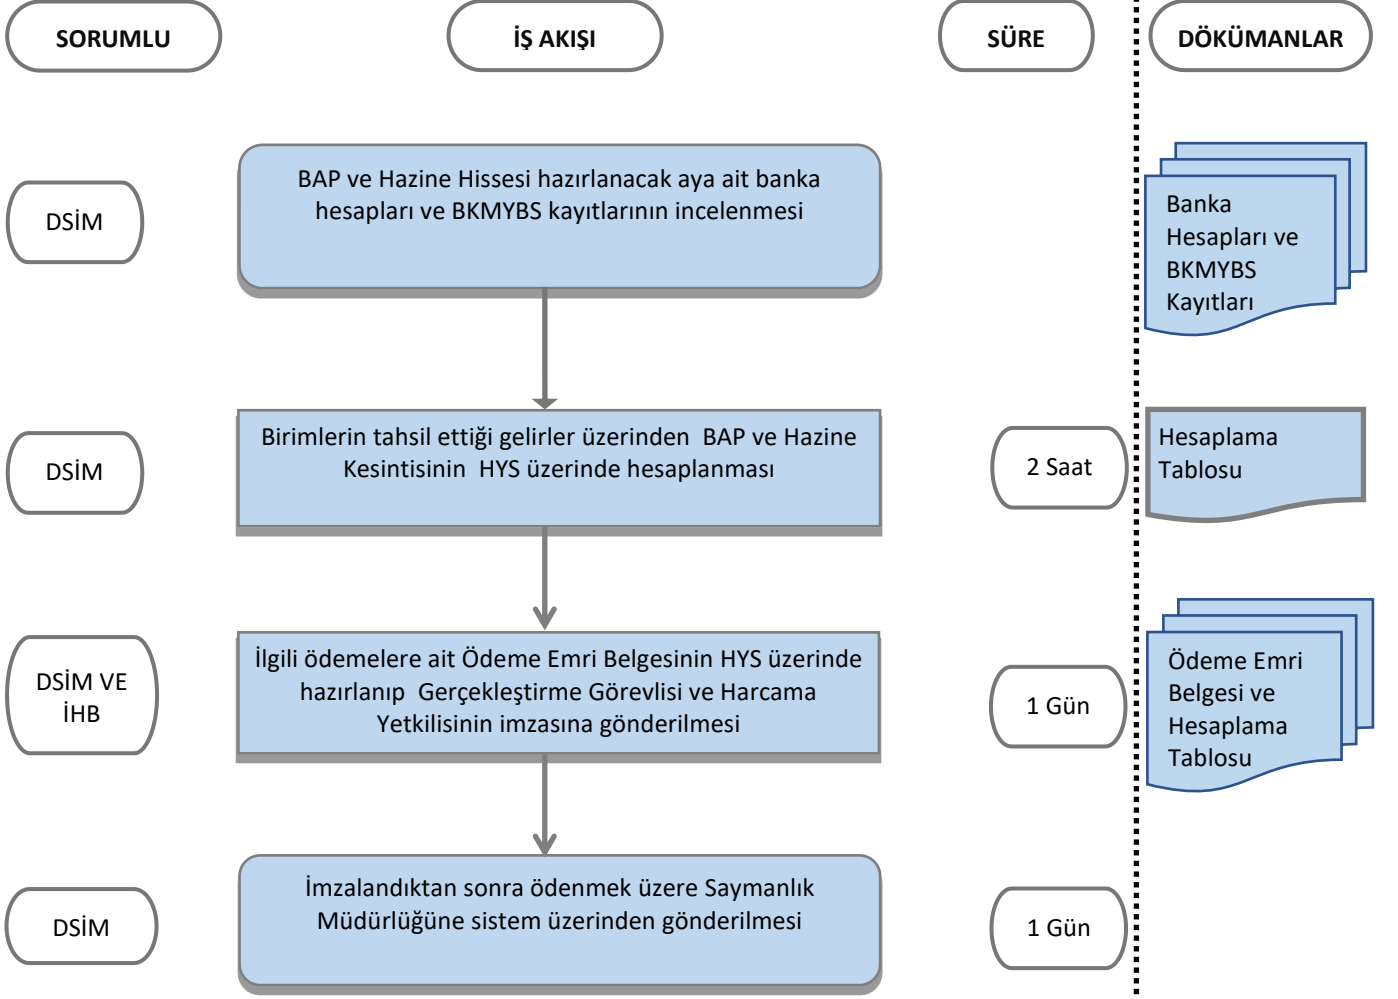 SORUMLU
İŞ AKIŞI
SÜRE
DÖKÜMANLAR
DSİM
BAP ve Hazine Hissesi hazırlanacak aya ait banka
hesapları ve BKMYBS kayıtlarının incelenmesi
Banka
Hesapları ve
BKMYBS
Kayıtları
DSİM
Birimlerin tahsil ettiği gelirler üzerinden  BAP ve Hazine
Kesintisinin  HYS üzerinde hesaplanması
2 Saat
Hesaplama
Tablosu
DSİM VE
İHB
İlgili ödemelere ait Ödeme Emri Belgesinin HYS üzerinde
hazırlanıp  Gerçekleştirme Görevlisi ve Harcama
Yetkilisinin imzasına gönderilmesi
1 Gün
Ödeme Emri
Belgesi ve
Hesaplama
Tablosu
DSİM
İmzalandıktan sonra ödenmek üzere Saymanlık
Müdürlüğüne sistem üzerinden gönderilmesi
1 Gün